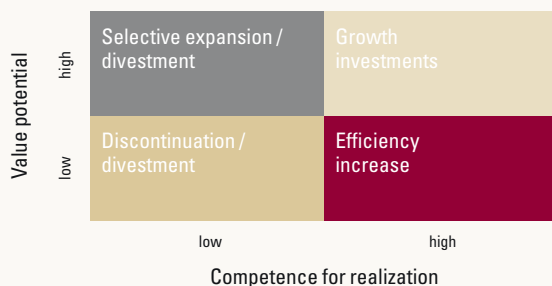 Value potential
high
low
Selective expansion /
divestment
Growth
investments
Discontinuation /
divestment
Efficiency
increase
low
high
Competence for realization